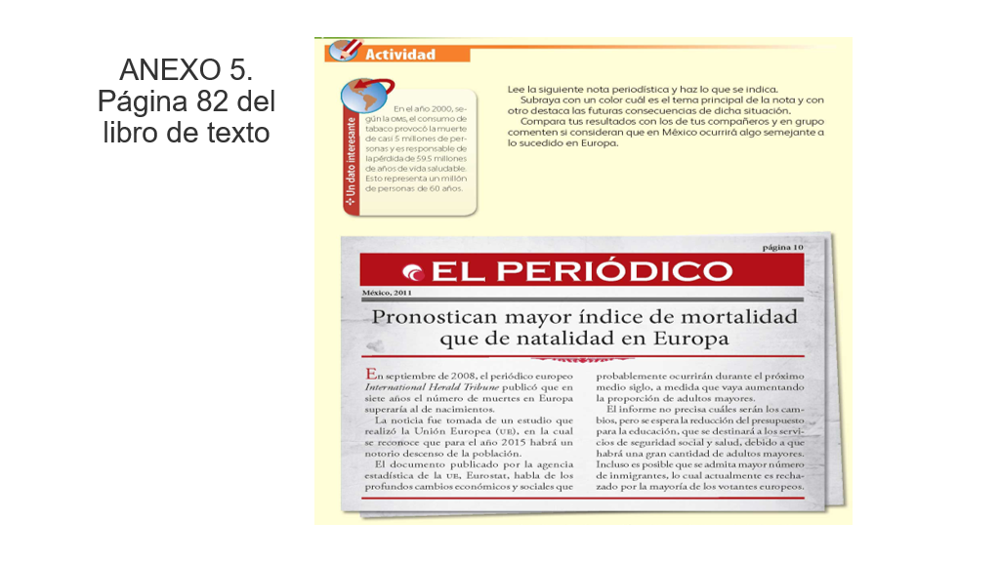 ANEXO 5.
Página 82 del
libro de texto
Actividad
Un dato interesante
En el año 2000, se-
gún la OMS, el consumo de
tabaco provocó la muerte
de casi 5 millones de per-
sonas y es responsable de
la pérdida de 59.5 millones
de años de vida saludable.
Esto representa un millón
de personas de 60 años.
Lee la siguiente nota periodística y haz lo que se indica.
Subraya con un color cuál es el tema principal de la nota y con
otro destaca las futuras consecuencias de dicha situación.
Compara tus resultados con los de tus compañeros y en grupo
comenten si consideran que en México ocurrirá algo semejante a
lo sucedido en Europa.
página 10
EL PERIÓDICO
México, 2011
Pronostican mayor índice de mortalidad
que de natalidad en Europa
En septiembre de 2008, el periódico europeo
International Herald Tribune publicó que en
siete años el número de muertes en Europa
superaría al de nacimientos.
La noticia fue tomada de un estudio que
realizó la Unión Europea (UE), en la cual
se reconoce que para el año 2015 habrá un
notorio descenso de la población.
El documento publicado por la agencia
estadística de la UE, Eurostat, habla de los
profundos cambios económicos y sociales que
probablemente ocurrirán durante el próximo
medio siglo, a medida que vaya aumentando
la proporción de adultos mayores.
El informe no precisa cuáles serán los cam-
bios, pero se espera la reducción del presupuesto
para la educación, que se destinará a los servi-
cios de seguridad social y salud, debido a que
habrá una gran cantidad de adultos mayores.
Incluso es posible que se admita mayor número
de inmigrantes, lo cual actualmente es recha-
zado por la mayoría de los votantes europeos.